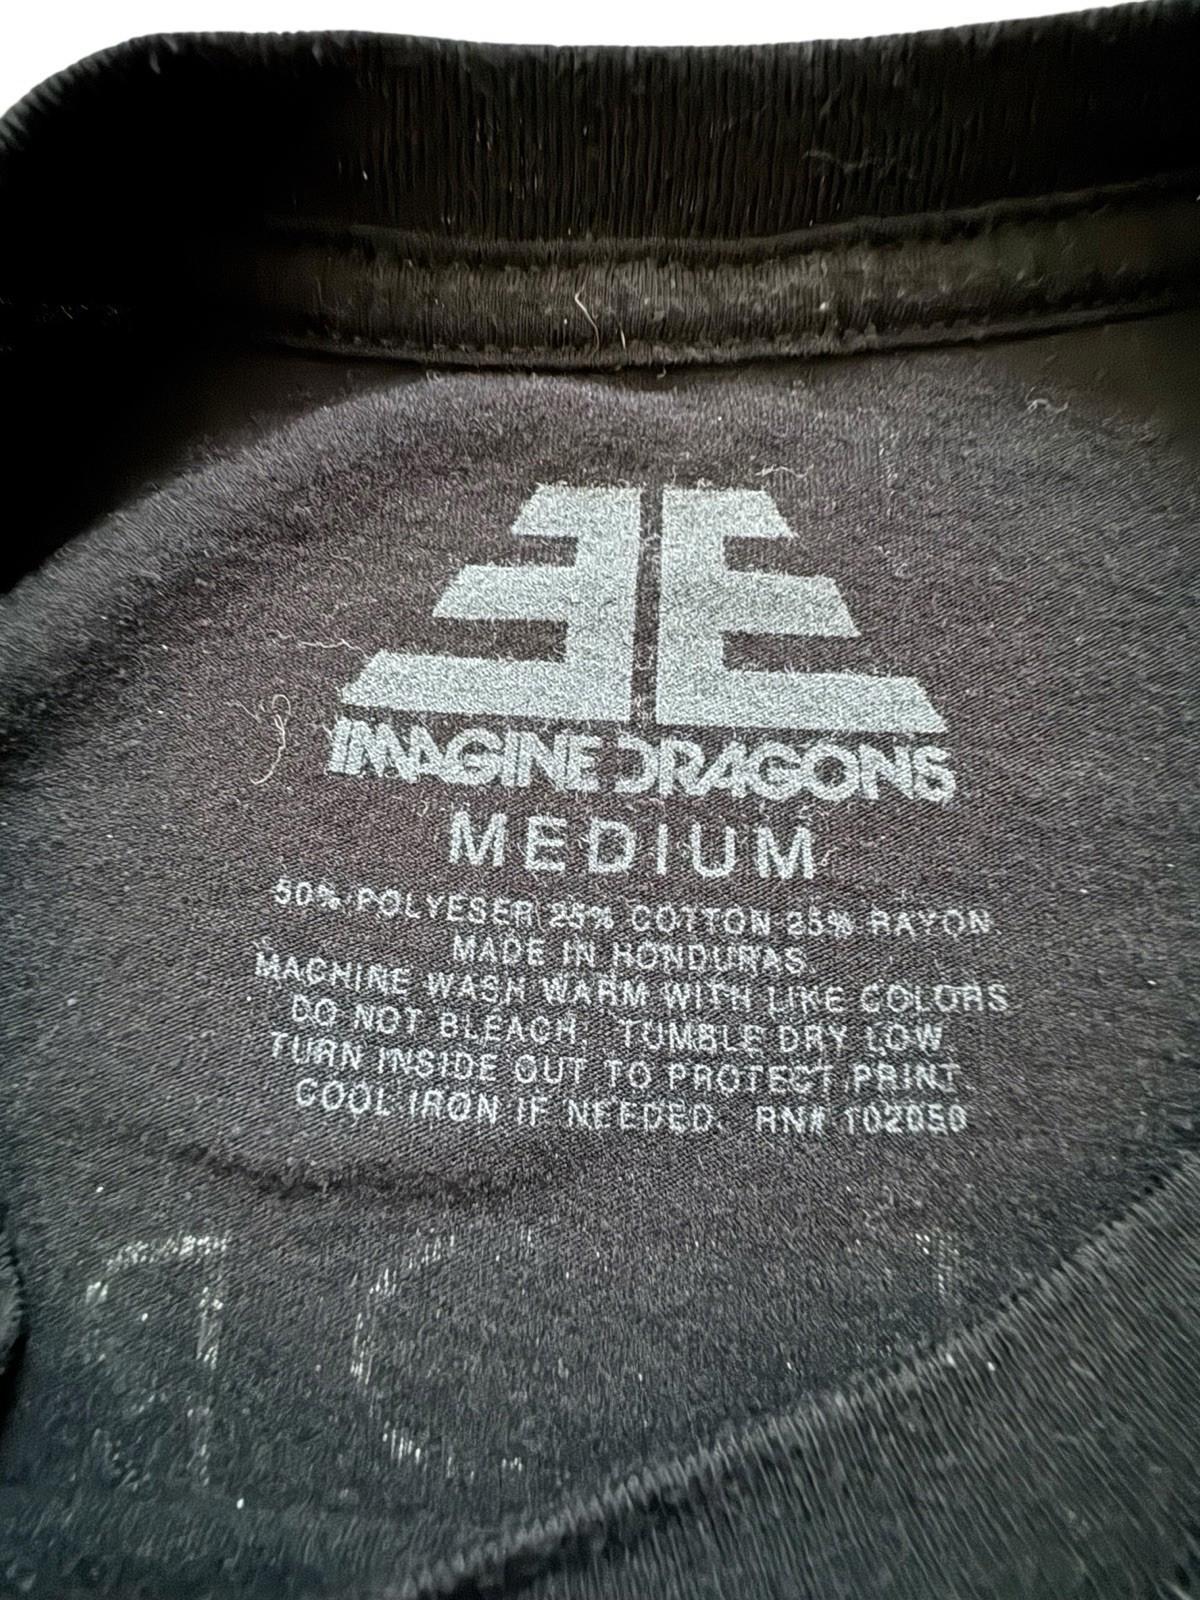 IMAGINE DRAGONS
MEDIUM
50% POLYESER 25% COTTON 25% RAYON
MADE IN HONDURAS.
MACHINE WASH WARM WITH LIKE COLORS.
DO NOT BLEACH. TUMBLE DRY LOW.
TURN INSIDE OUT TO PROTECT PRINT.
COOL IRON IF NEEDED. RN# 102050